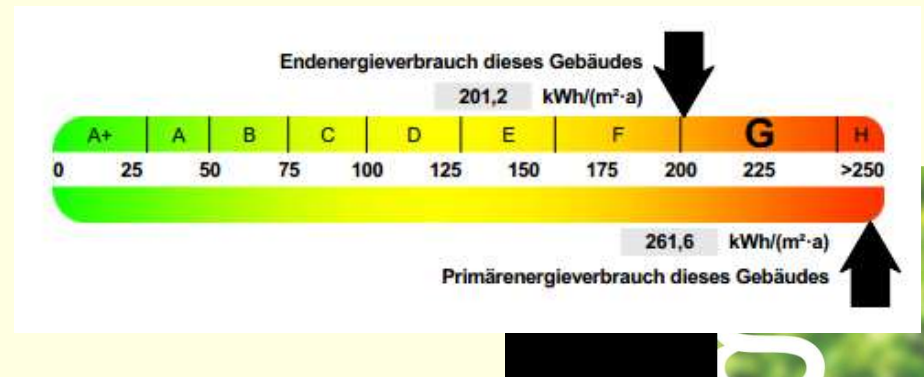 Endenergieverbrauch dieses Gebäudes
201,2 kWh/(m²·a)
A+ A B C D E F G H
0 25 50 75 100 125 150 175 200 225 >250
261,6 kWh/(m²·a)
Primärenergieverbrauch dieses Gebäudes